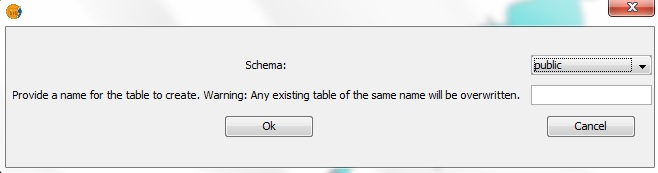 Schema:
public
Provide a name for the table to create. Warning: Any existing table of the same name will be overwritten.
Ok
Cancel